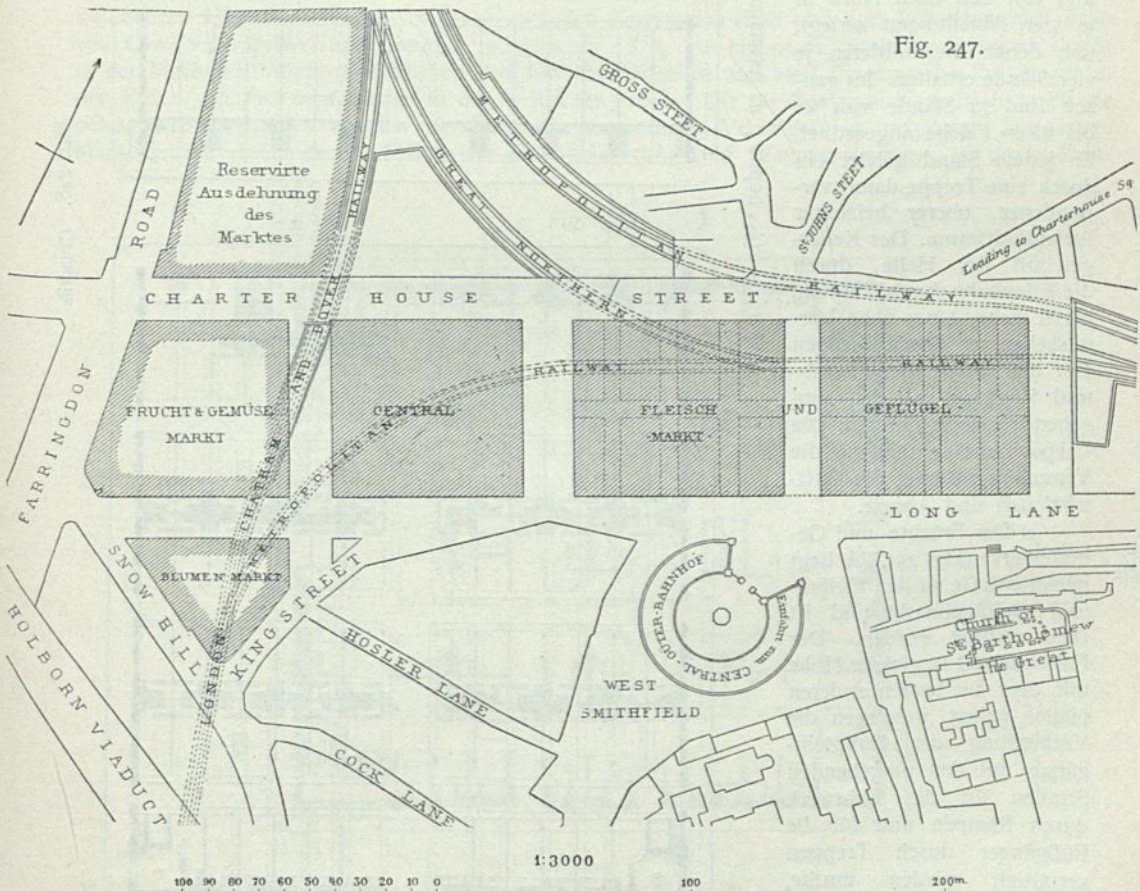 Fig. 247.
GROSS STEET
METROPOLITAN RAILWAY
GREAT NORTHERN RAILWAY
St JOHNS STEET
Leading to Charterhouse Sq
Reservirte
Ausdehnung
des
Marktes
FARRINGDON ROAD
CHARTER HOUSE STREET
LONDON CHATHAM AND DOVER RAILWAY
METROPOLITAN RAILWAY
FRUCHT & GEMÜSE
MARKT
CENTRAL-
FLEISCH UND GEFLÜGEL-
-MARKT-
LONG LANE
BLUMEN MARKT
SNOW HILL
KING STREET
HOLBORN VIADUCT
HOSLER LANE
COCK LANE
WEST
SMITHFIELD
CENTRAL-GÜTER-BAHNHOF
Einfahrt zum
Church of
St Bartholomew
the Great
1:3000
100 90 80 70 60 50 40 30 20 10 0 100 200m.